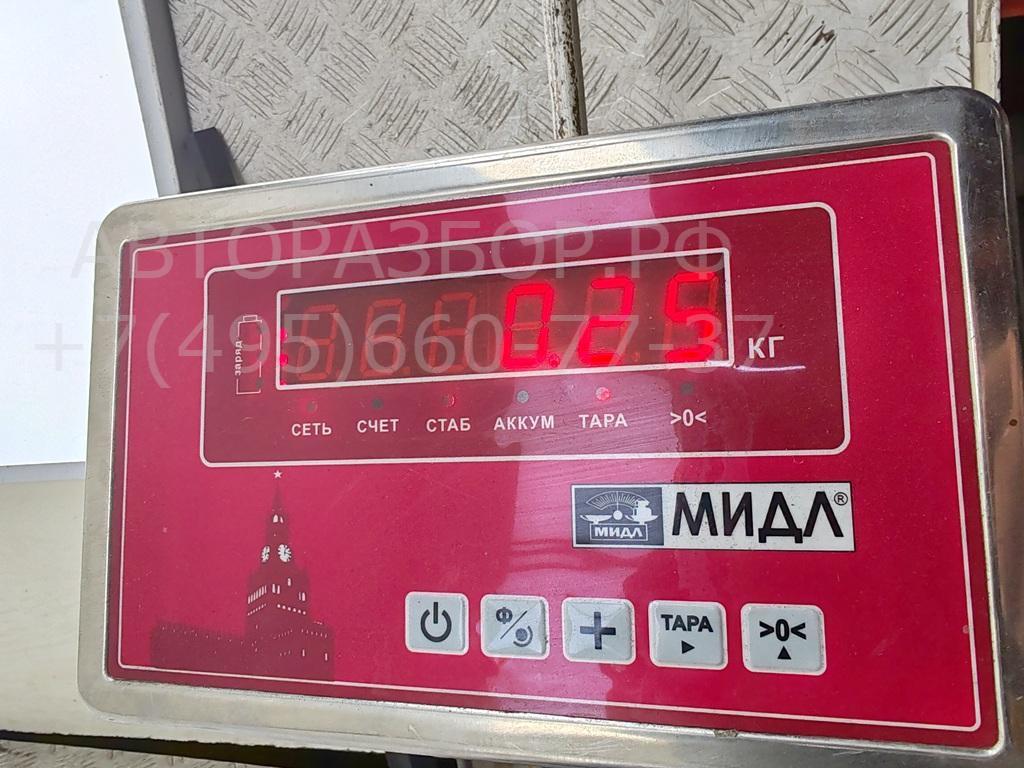 АВТОРАЗБОР.РФ
+7(495)660-77-37
заряд
0.25
КГ
СЕТЬ СЧЕТ СТАБ АККУМ ТАРА >0<
МИДЛ МИДЛ®
Ф
+ ТАРА >0<